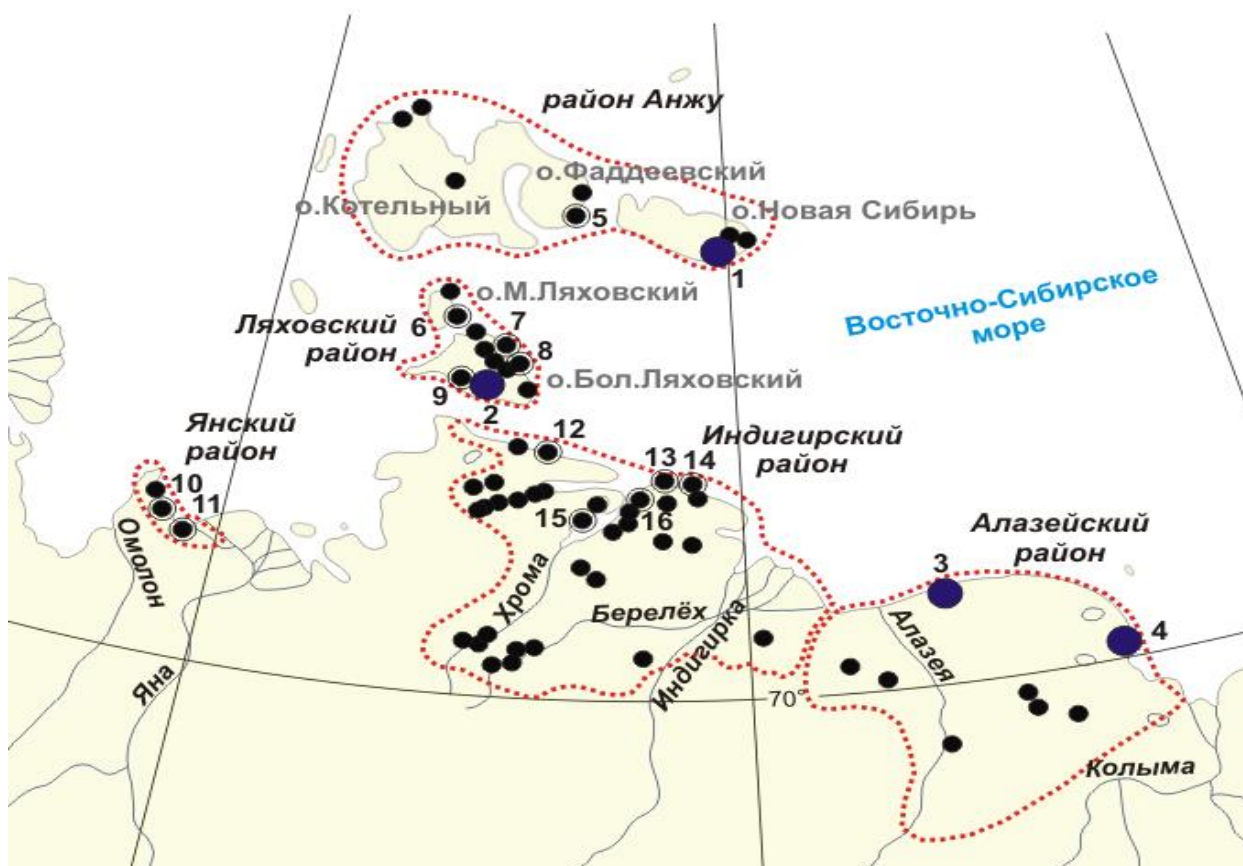 район Анжу
о.Фаддеевский
о.Котельный
5
о.Новая Сибирь
1
о.М.Ляховский
Восточно-Сибирское
море
Ляховский
район
6
7
8
о.Бол.Ляховский
9
2
Янский
район
12
Индигирский
район
13
14
10
11
15
16
Алазейский
район
3
Омолон
Хрома
Берелёх
Индигирка
Алазея
4
Яна
70°
Колыма